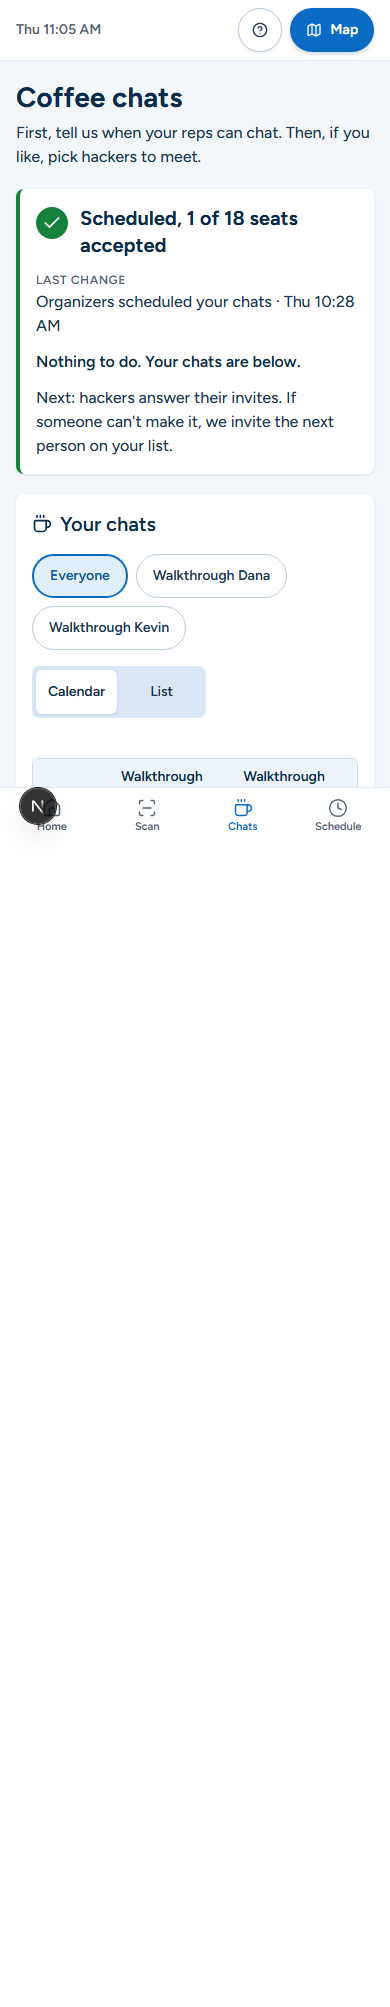 Thu 11:05 AM
Map
Coffee chats
First, tell us when your reps can chat. Then, if you
like, pick hackers to meet.
Scheduled, 1 of 18 seats
accepted
LAST CHANGE
Organizers scheduled your chats · Thu 10:28
AM
Nothing to do. Your chats are below.
Next: hackers answer their invites. If
someone can't make it, we invite the next
person on your list.
Your chats
Everyone
Walkthrough Dana
Walkthrough Kevin
Calendar
List
Walkthrough
Walkthrough
N
Home
Scan
Chats
Schedule